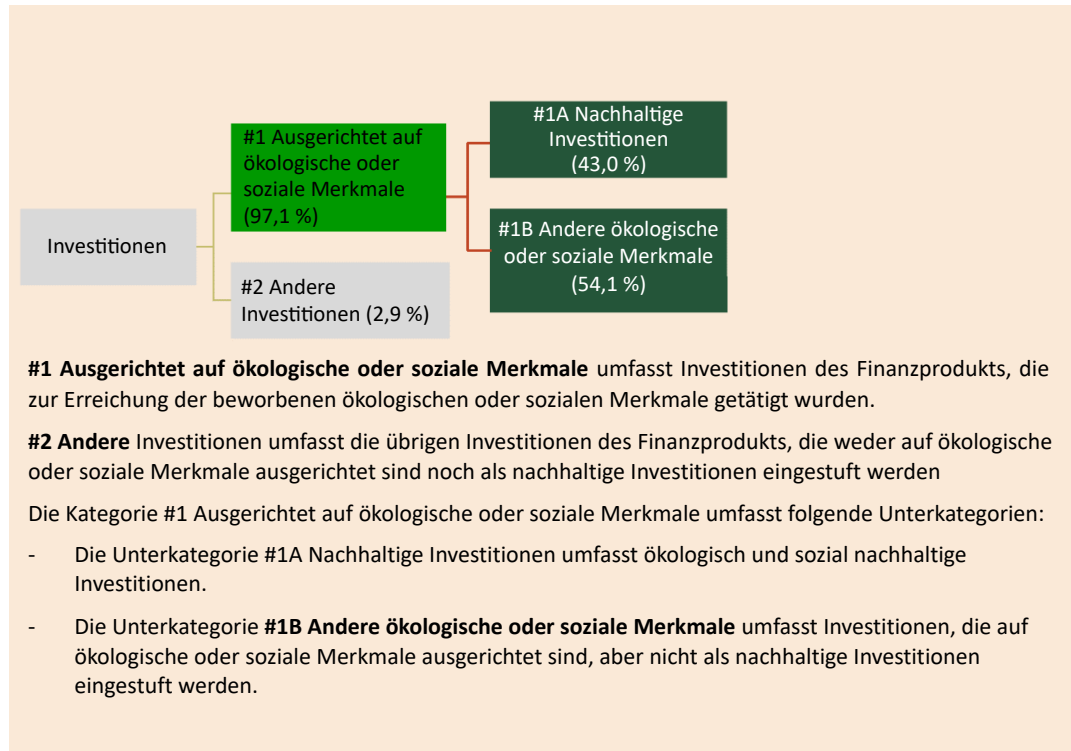 #1A Nachhaltige
Investitionen
(43,0 %)
#1 Ausgerichtet auf
ökologische oder
soziale Merkmale
(97,1 %)
#1B Andere ökologische
oder soziale Merkmale
(54,1 %)
Investitionen
#2 Andere
Investitionen (2,9 %)
#1 Ausgerichtet auf ökologische oder soziale Merkmale umfasst Investitionen des Finanzprodukts, die
zur Erreichung der beworbenen ökologischen oder sozialen Merkmale getätigt wurden.
#2 Andere Investitionen umfasst die übrigen Investitionen des Finanzprodukts, die weder auf ökologische
oder soziale Merkmale ausgerichtet sind noch als nachhaltige Investitionen eingestuft werden
Die Kategorie #1 Ausgerichtet auf ökologische oder soziale Merkmale umfasst folgende Unterkategorien:
- Die Unterkategorie #1A Nachhaltige Investitionen umfasst ökologisch und sozial nachhaltige
Investitionen.
- Die Unterkategorie #1B Andere ökologische oder soziale Merkmale umfasst Investitionen, die auf
ökologische oder soziale Merkmale ausgerichtet sind, aber nicht als nachhaltige Investitionen
eingestuft werden.